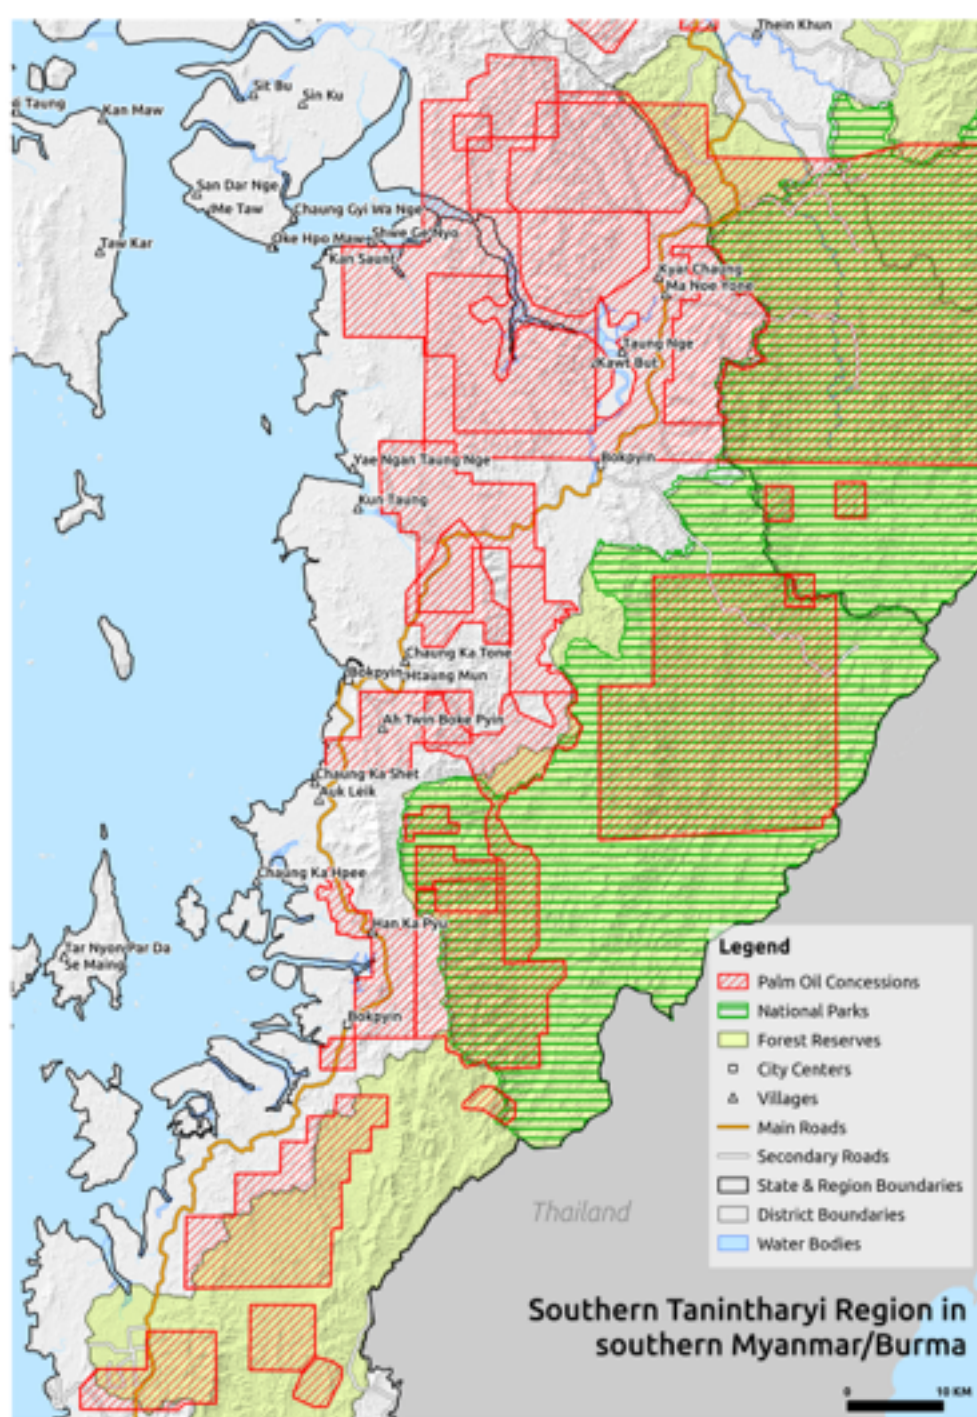 Thein Khun
Sit Bu
Sin Ku
Taung
Kan Maw
San Dar Nge
Me Taw
Chaung Gyi Wa Nge
Oke Hpo Maw
Shwe Ge Nyo
Taw Kar
Kan Saunt
Kyar Chaung
Ma Noe Yone
Taung Nge
Kawt But
Yae Ngan Taung Nge
Bokpyin
Kun Taung
Chaung Ka Tone
Bokpyin
Htaung Mun
Ah Twin Boke Pyin
Chaung Ka Shet
Auk Leik
Chaung Ka Hpee
Han Ka Pyu
Tar Nyon Par Da
Se Maing
Bokpyin
Legend
Palm Oil Concessions
National Parks
Forest Reserves
City Centers
Villages
Main Roads
Secondary Roads
State & Region Boundaries
District Boundaries
Water Bodies
Thailand
Southern Tanintharyi Region in
southern Myanmar/Burma
0 10 KM